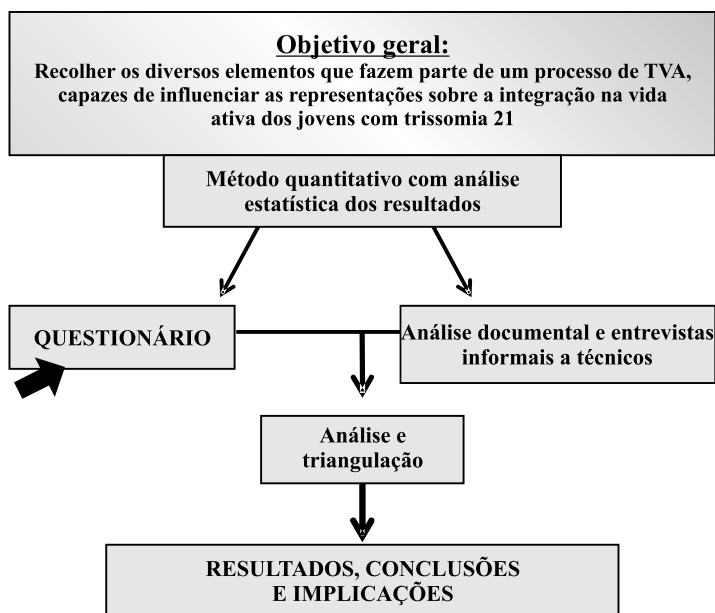 Objetivo geral:
Recolher os diversos elementos que fazem parte de um processo de TVA,
capazes de influenciar as representações sobre a integração na vida
ativa dos jovens com trissomia 21
Método quantitativo com análise
estatística dos resultados
QUESTIONÁRIO
Análise documental e entrevistas
informais a técnicos
Análise e
triangulação
RESULTADOS, CONCLUSÕES
E IMPLICAÇÕES